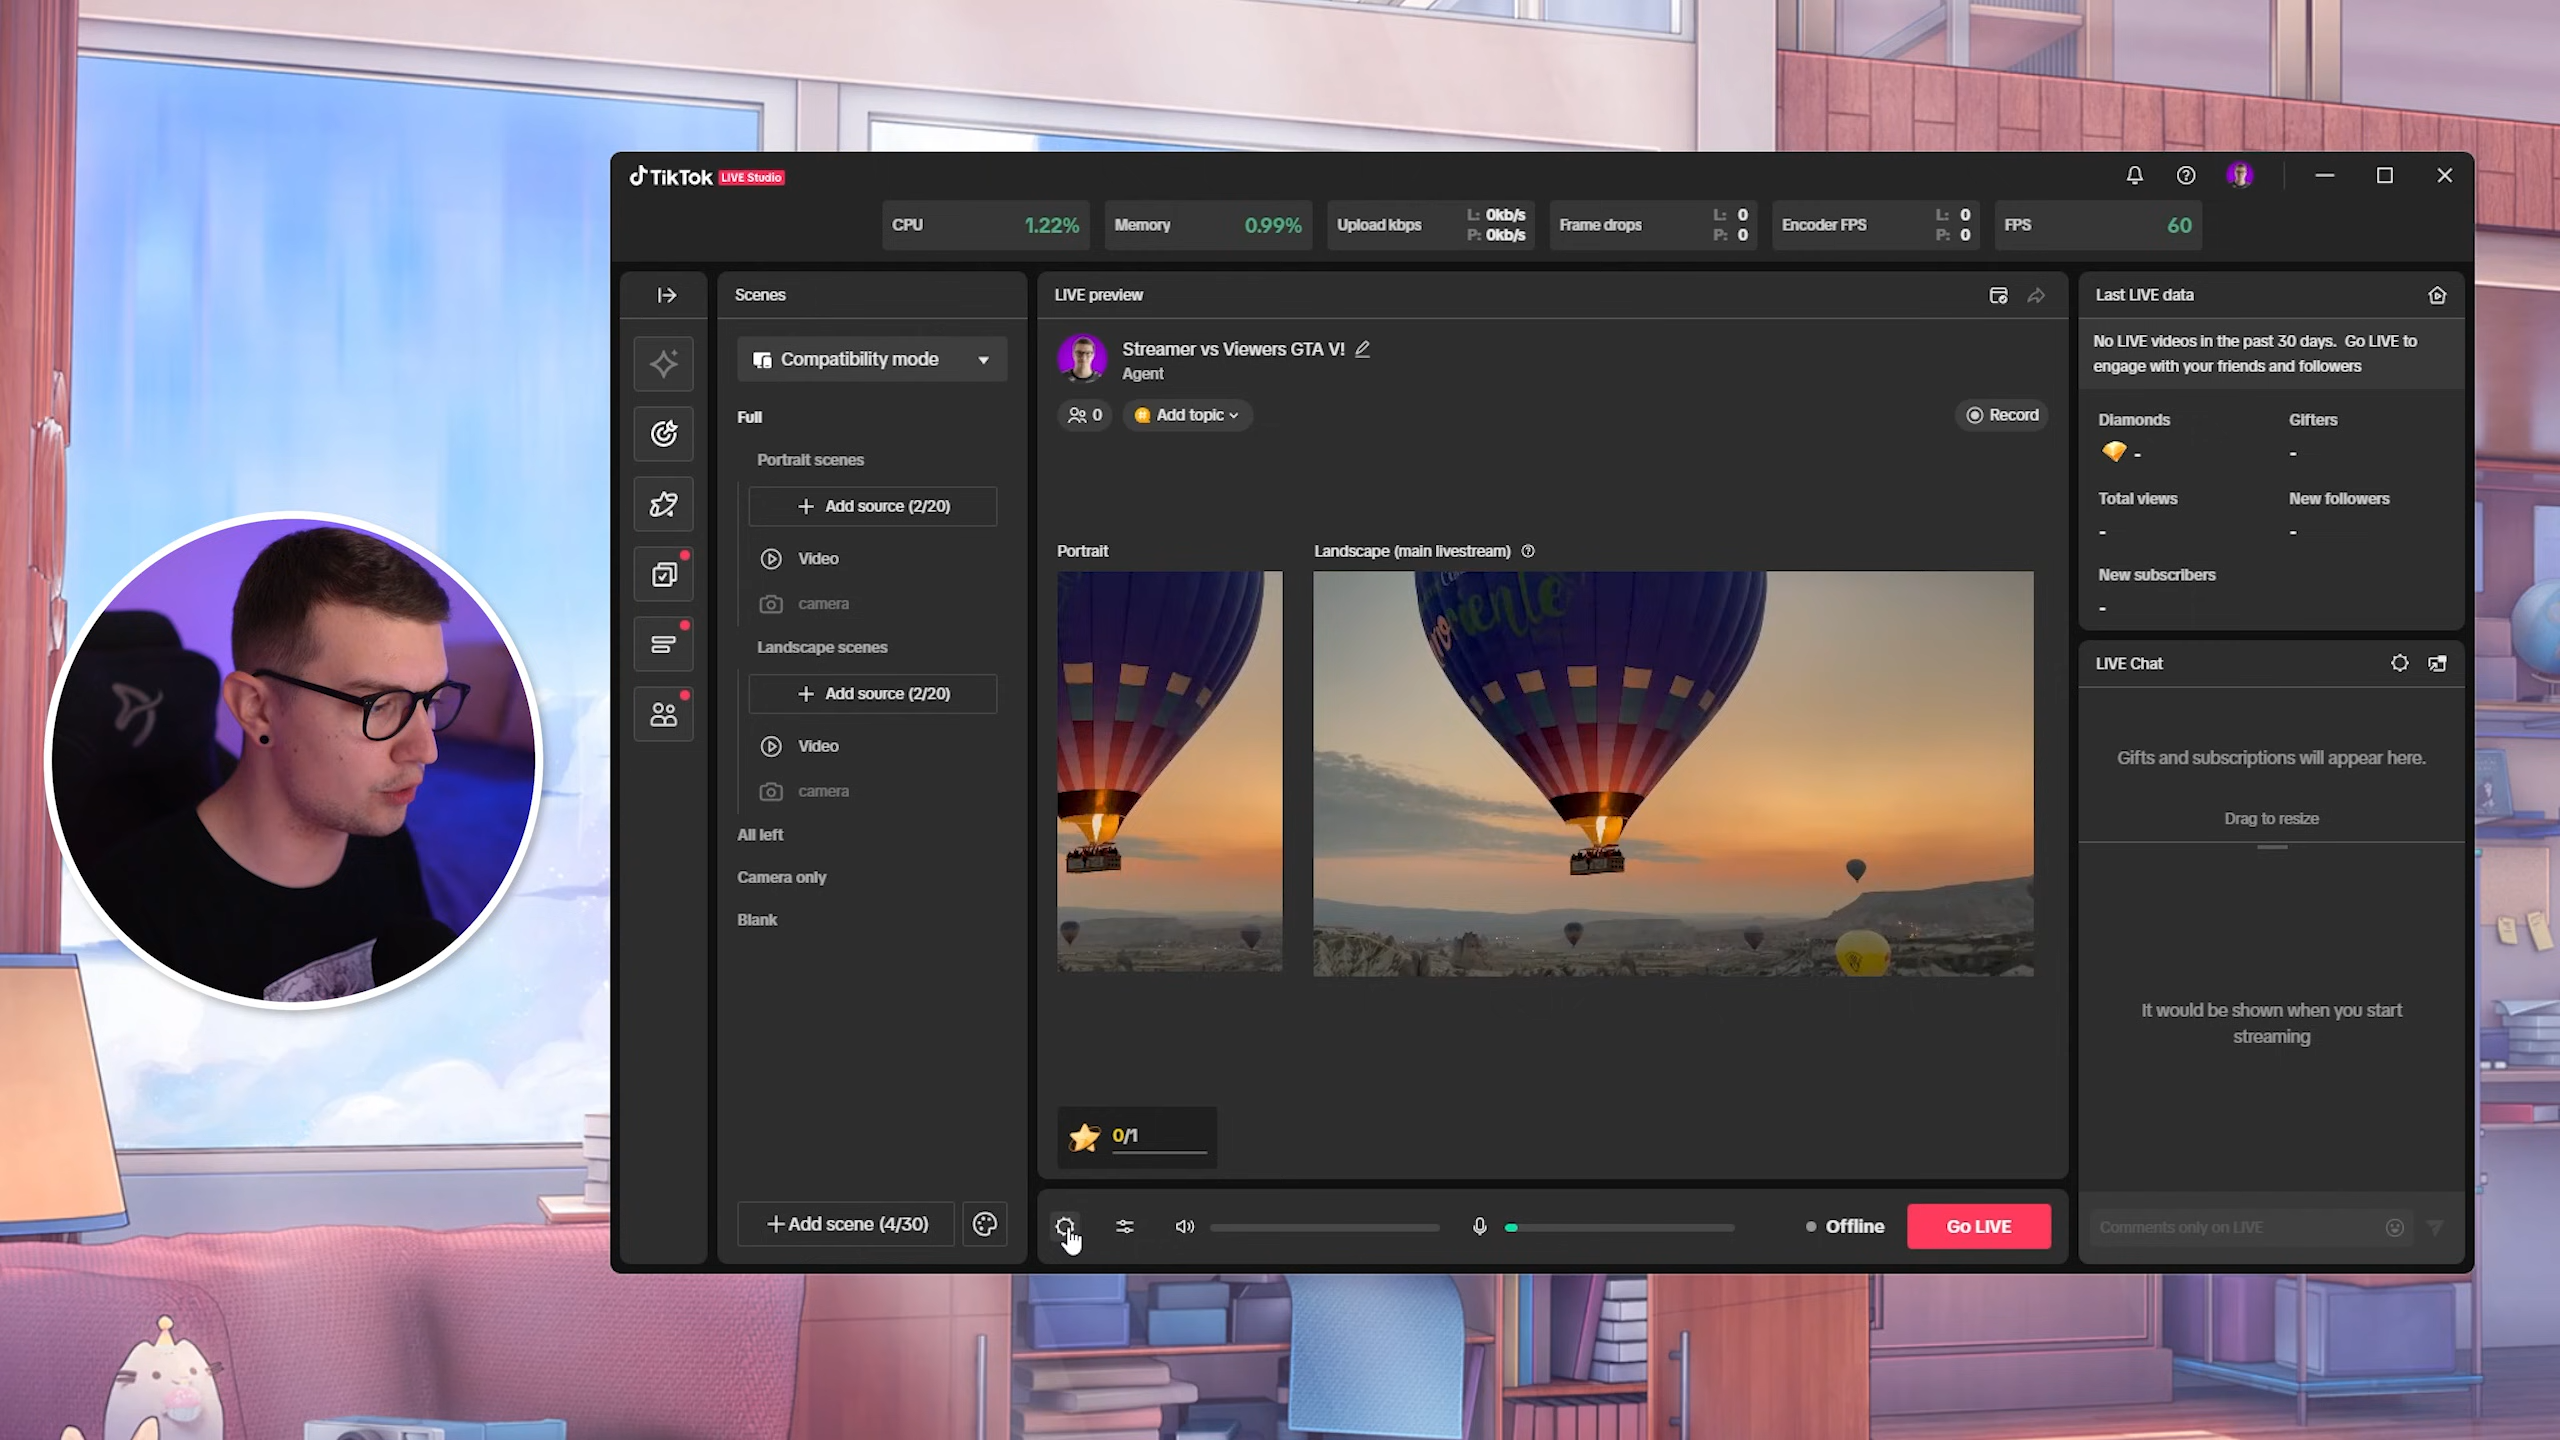 TikTok LIVE Studio
CPU 1.22%
Memory 0.99%
Upload kbps L: 0kb/s P: 0kb/s
Frame drops L: 0 P: 0
Encoder FPS L: 0 P: 0
FPS 60
Scenes
Compatibility mode
Full
Portrait scenes
+ Add source (2/20)
Video
camera
Landscape scenes
+ Add source (2/20)
Video
camera
All left
Camera only
Blank
+ Add scene (4/30)
LIVE preview
Streamer vs Viewers GTA V!
Agent
0
Add topic
Record
Portrait
Landscape (main livestream)
0/1
Offline
Go LIVE
Last LIVE data
No LIVE videos in the past 30 days. Go LIVE to
engage with your friends and followers
Diamonds
-
Gifters
-
Total views
-
New followers
-
New subscribers
-
LIVE Chat
Gifts and subscriptions will appear here.
Drag to resize
It would be shown when you start
streaming
Comments only on LIVE